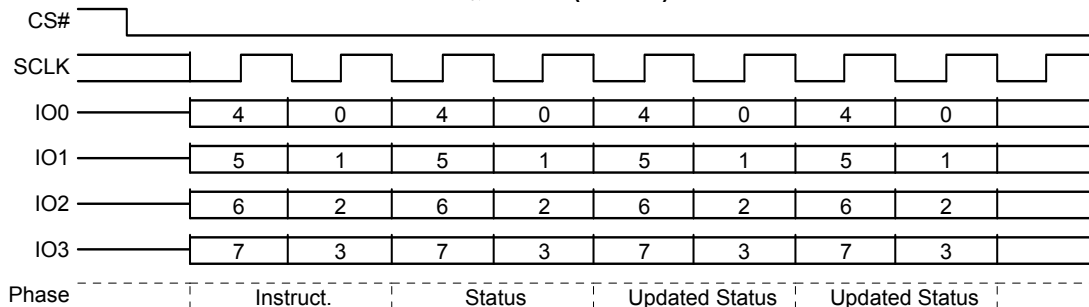 CS#
SCLK
IO0 4 0 4 0 4 0 4 0
IO1 5 1 5 1 5 1 5 1
IO2 6 2 6 2 6 2 6 2
IO3 7 3 7 3 7 3 7 3
Phase Instruct. Status Updated Status Updated Status